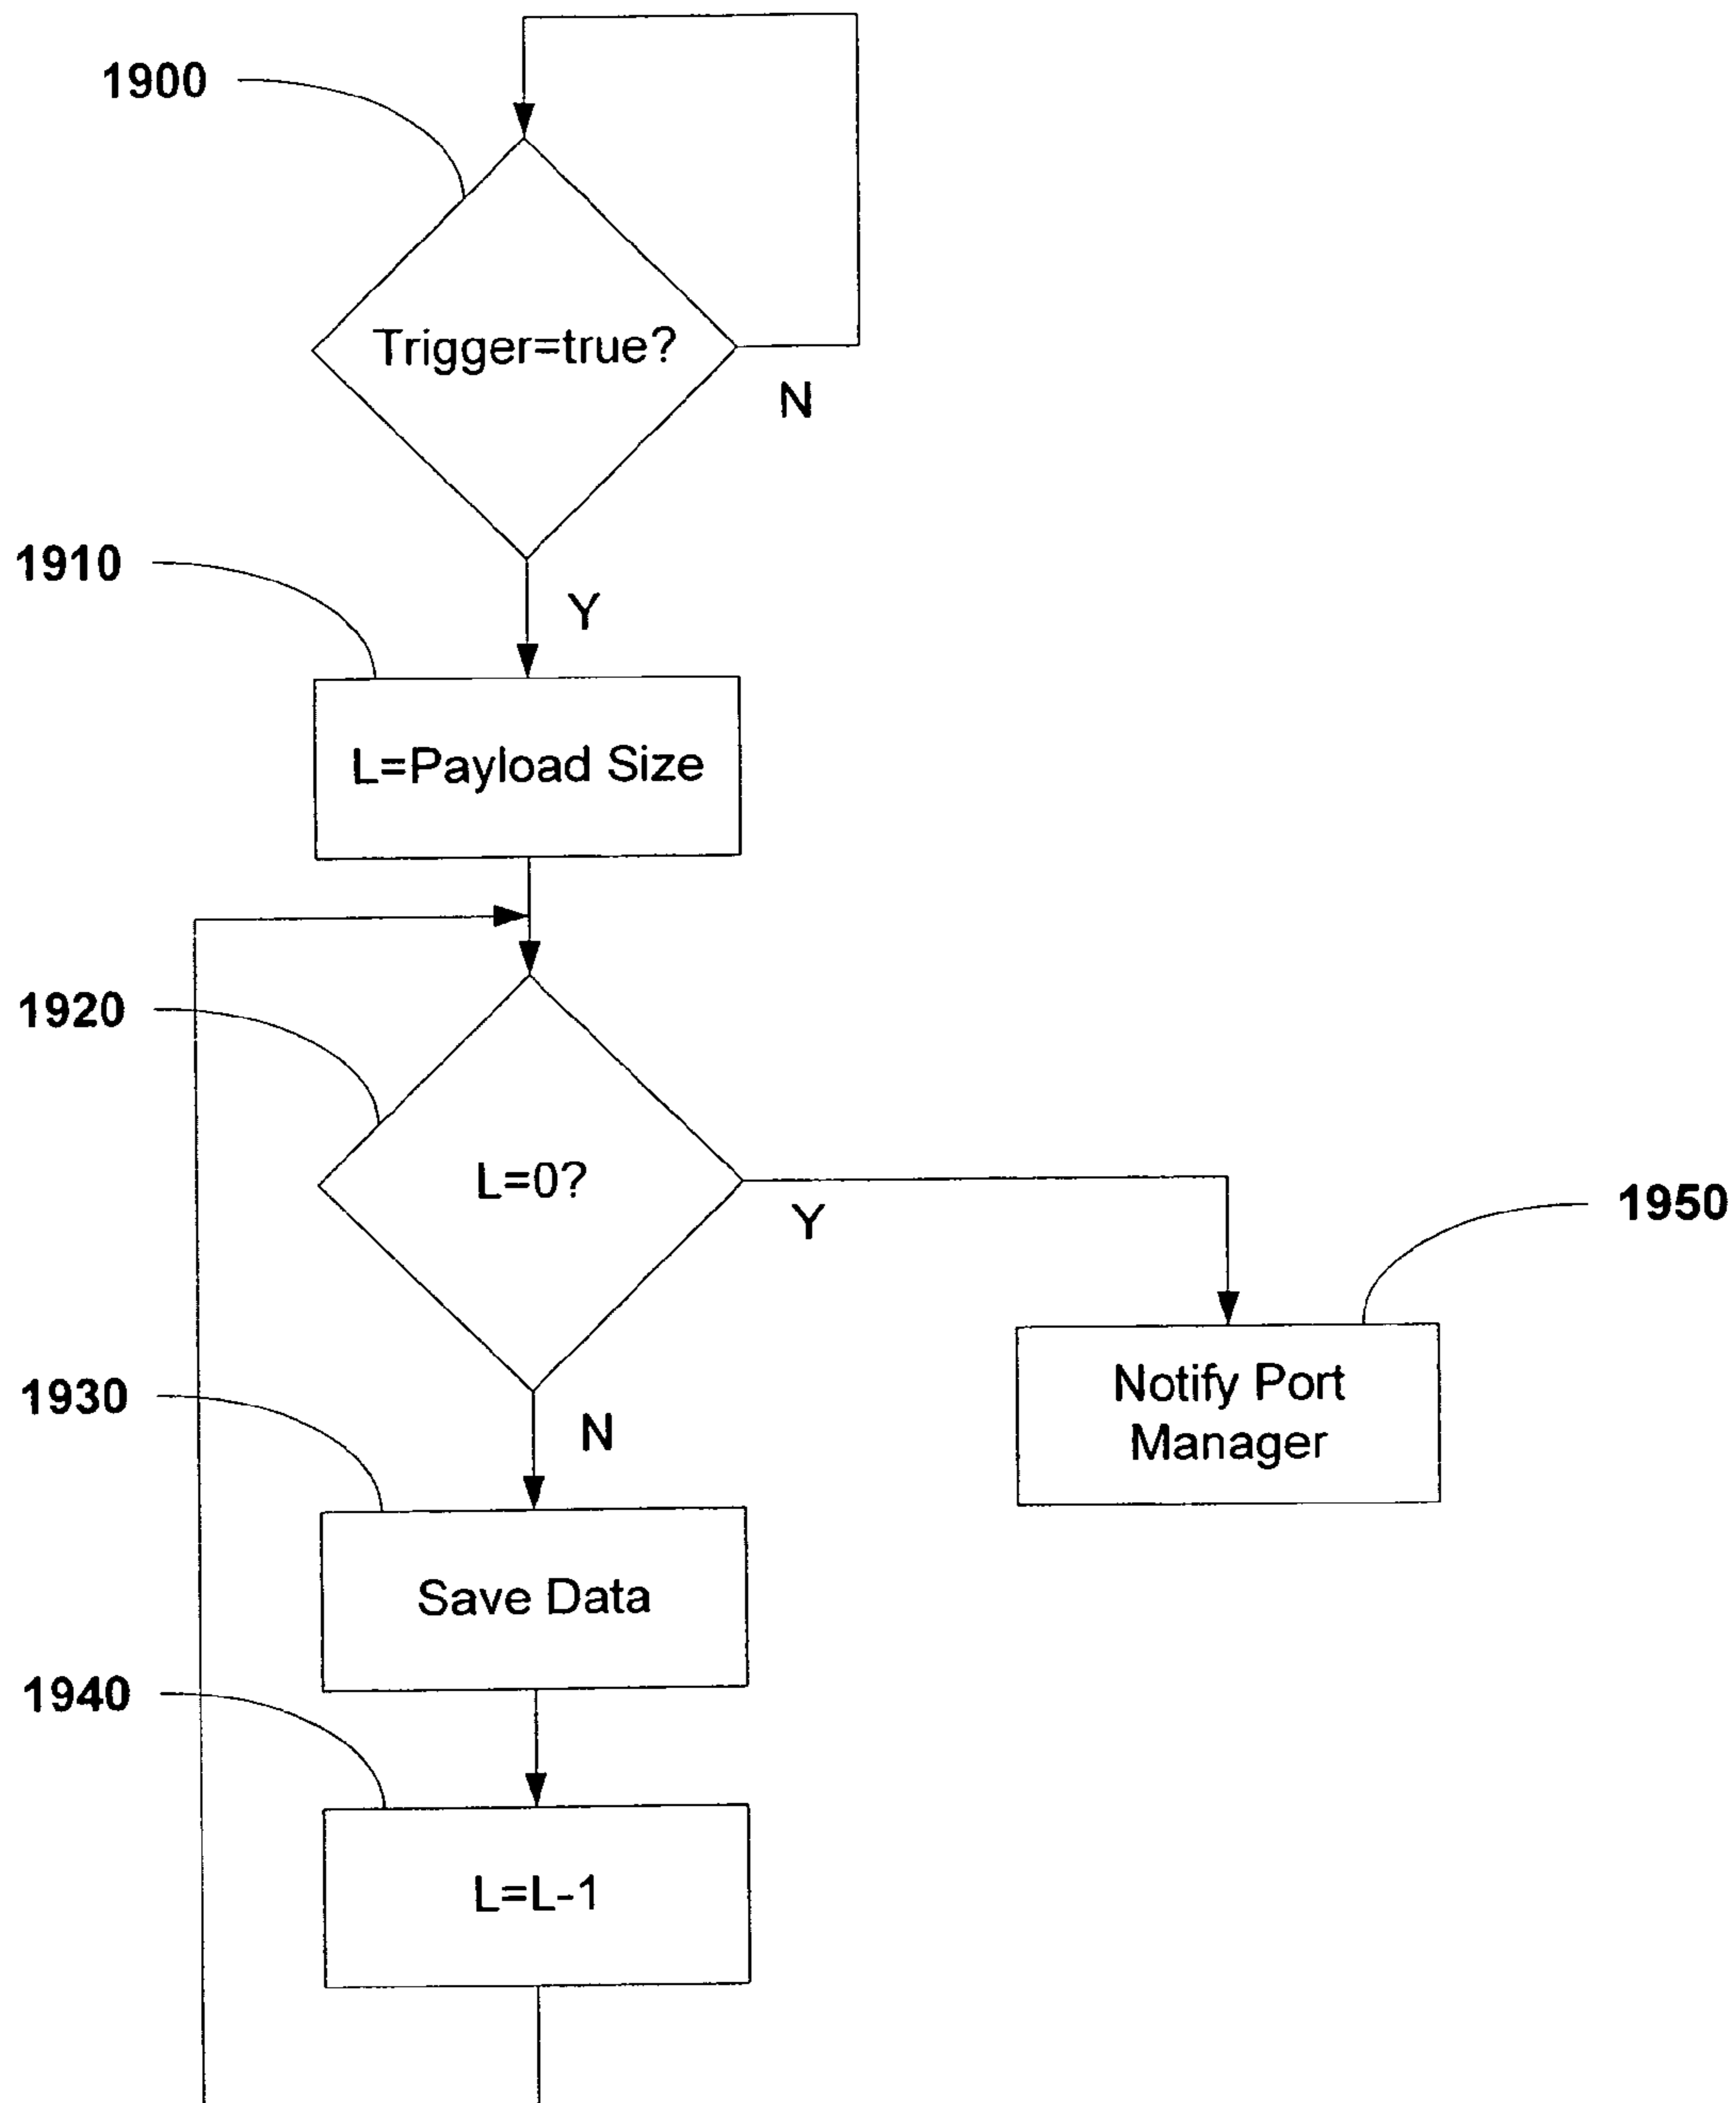 1900
Trigger=true?
N
1910
Y
L=Payload Size
1920
L=0?
Y
1950
Notify Port
Manager
1930
N
Save Data
1940
L=L-1